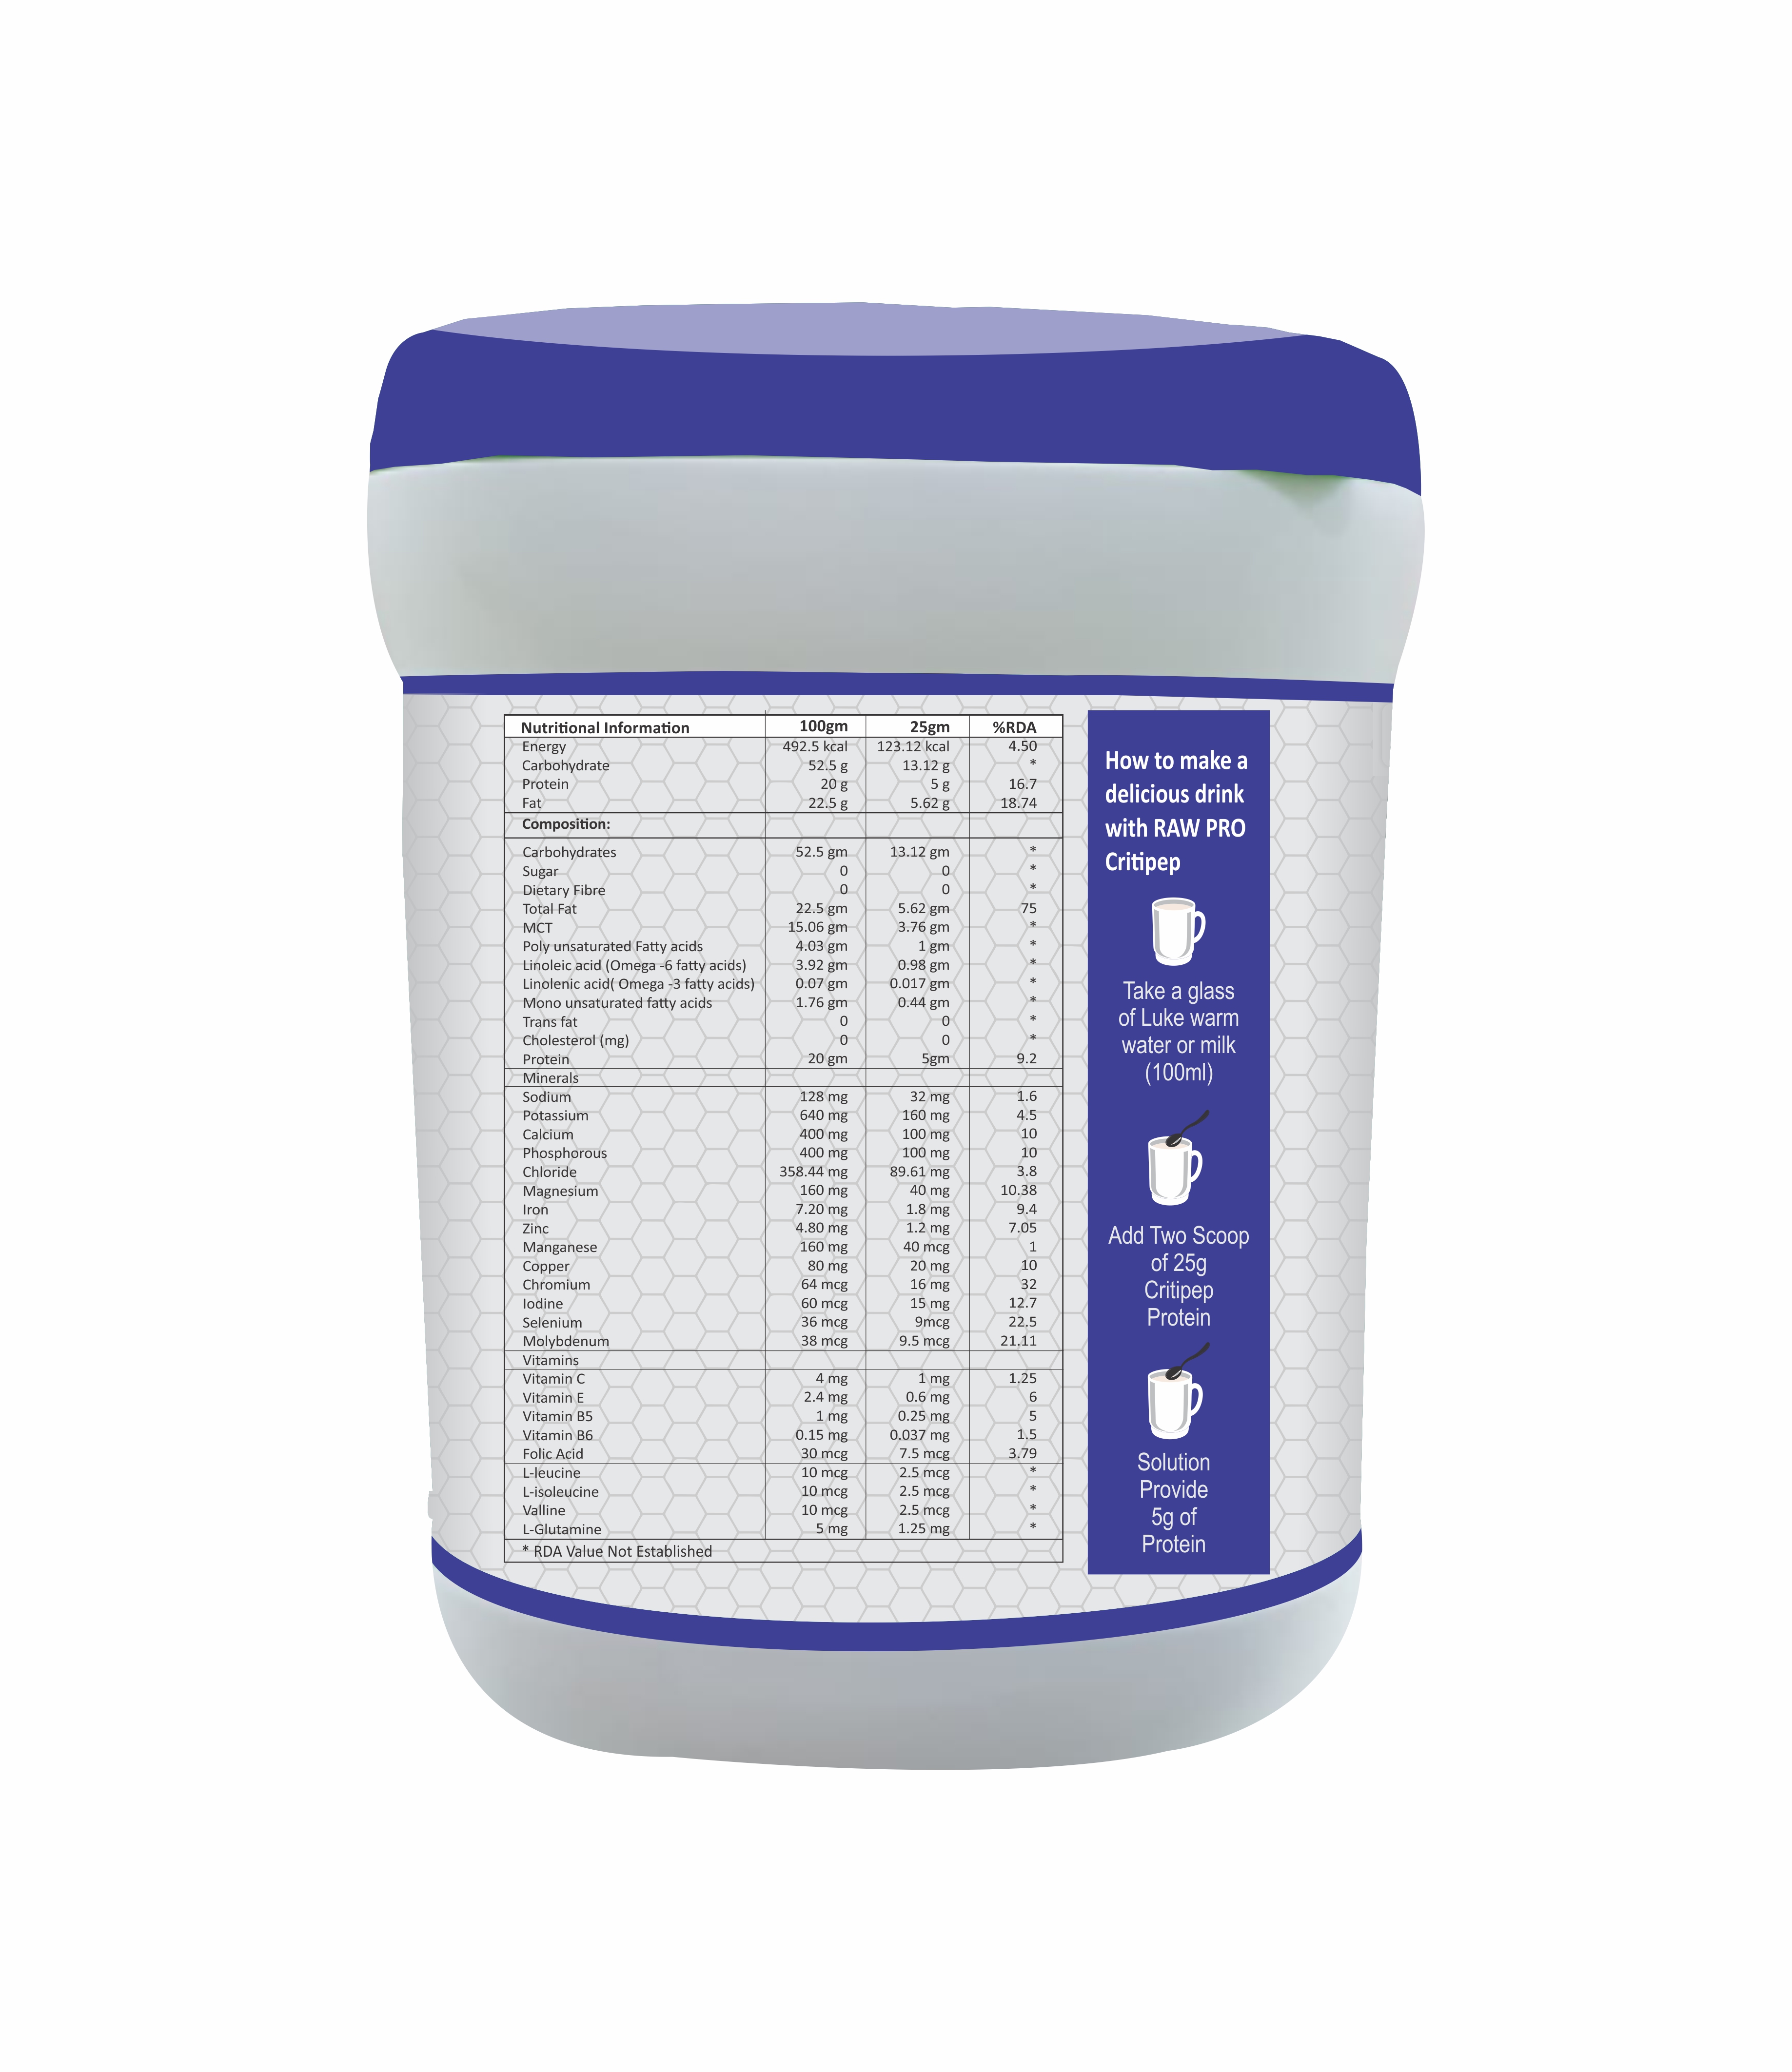 Nutritional Information 100gm 25gm %RDA
Energy 492.5 kcal 123.12 kcal 4.50
Carbohydrate 52.5 g 13.12 g *
Protein 20 g 5 g 16.7
Fat 22.5 g 5.62 g 18.74
Composition:
Carbohydrates 52.5 gm 13.12 gm *
Sugar 0 0 *
Dietary Fibre 0 0 *
Total Fat 22.5 gm 5.62 gm 75
MCT 15.06 gm 3.76 gm *
Poly unsaturated Fatty acids 4.03 gm 1 gm *
Linoleic acid (Omega -6 fatty acids) 3.92 gm 0.98 gm *
Linolenic acid( Omega -3 fatty acids) 0.07 gm 0.017 gm *
Mono unsaturated fatty acids 1.76 gm 0.44 gm *
Trans fat 0 0 *
Cholesterol (mg) 0 0 *
Protein 20 gm 5gm 9.2
Minerals
Sodium 128 mg 32 mg 1.6
Potassium 640 mg 160 mg 4.5
Calcium 400 mg 100 mg 10
Phosphorous 400 mg 100 mg 10
Chloride 358.44 mg 89.61 mg 3.8
Magnesium 160 mg 40 mg 10.38
Iron 7.20 mg 1.8 mg 9.4
Zinc 4.80 mg 1.2 mg 7.05
Manganese 160 mg 40 mcg 1
Copper 80 mg 20 mg 10
Chromium 64 mcg 16 mg 32
Iodine 60 mcg 15 mg 12.7
Selenium 36 mcg 9mcg 22.5
Molybdenum 38 mcg 9.5 mcg 21.11
Vitamins
Vitamin C 4 mg 1 mg 1.25
Vitamin E 2.4 mg 0.6 mg 6
Vitamin B5 1 mg 0.25 mg 5
Vitamin B6 0.15 mg 0.037 mg 1.5
Folic Acid 30 mcg 7.5 mcg 3.79
L-leucine 10 mcg 2.5 mcg *
L-isoleucine 10 mcg 2.5 mcg *
Valline 10 mcg 2.5 mcg *
L-Glutamine 5 mg 1.25 mg *
* RDA Value Not Established
How to make a
delicious drink
with RAW PRO
Critipep
Take a glass
of Luke warm
water or milk
(100ml)
Add Two Scoop
of 25g
Critipep
Protein
Solution
Provide
5g of
Protein